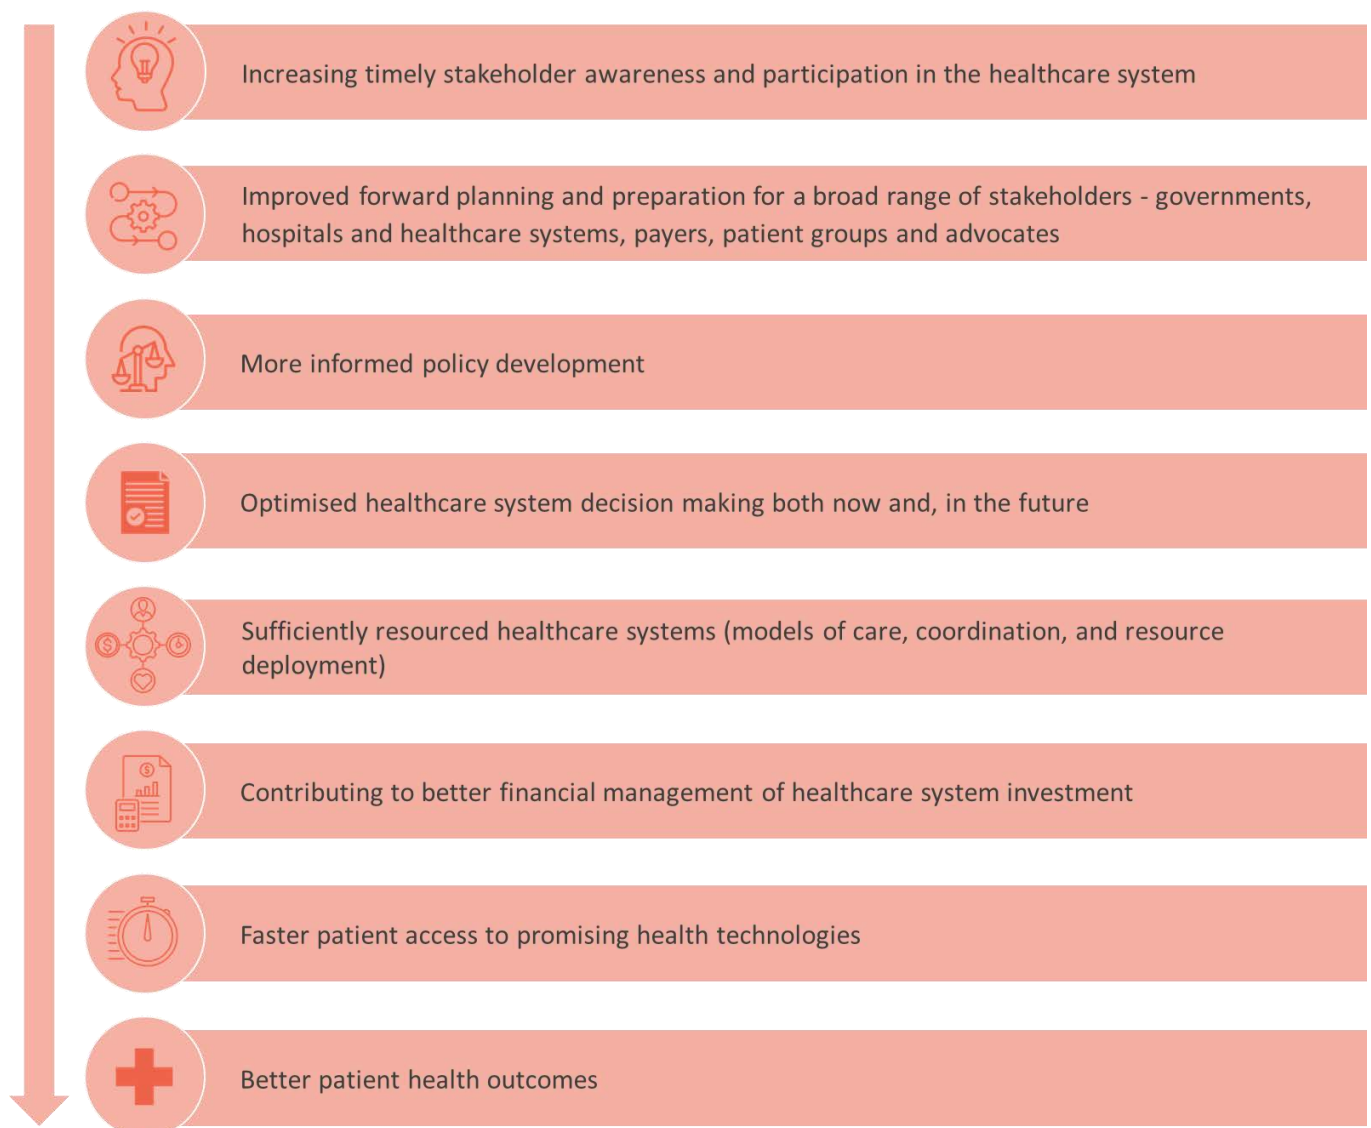 Increasing timely stakeholder awareness and participation in the healthcare system
Improved forward planning and preparation for a broad range of stakeholders - governments,
hospitals and healthcare systems, payers, patient groups and advocates
More informed policy development
Optimised healthcare system decision making both now and, in the future
Sufficiently resourced healthcare systems (models of care, coordination, and resource
deployment)
Contributing to better financial management of healthcare system investment
Faster patient access to promising health technologies
Better patient health outcomes